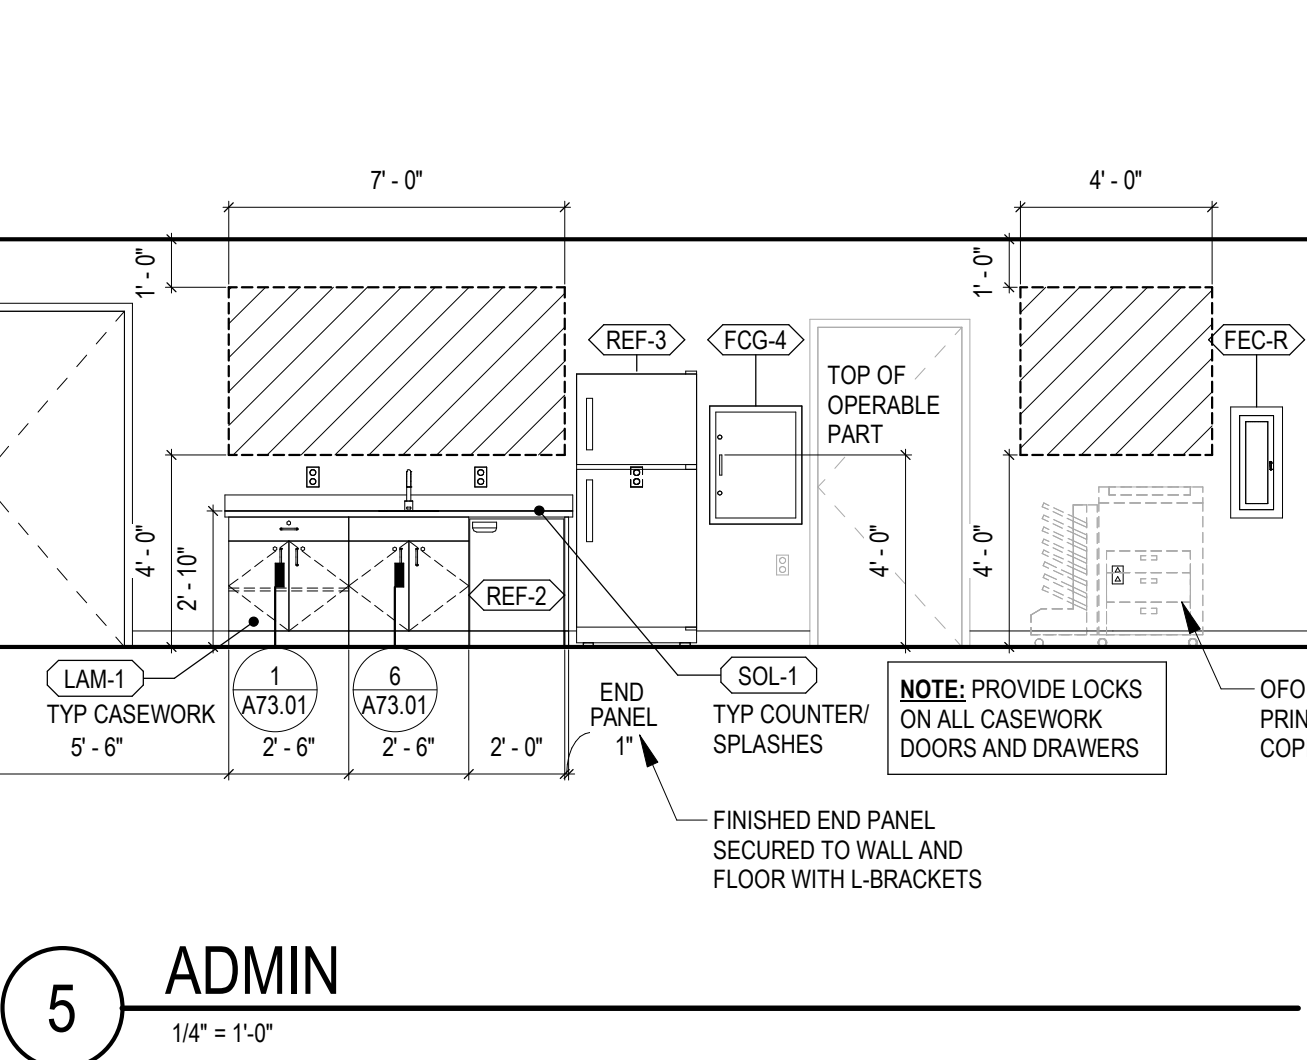 7' - 0"
4' - 0"
1' - 0"
1' - 0"
REF-3
FCG-4
FEC-R
TOP OF
OPERABLE
PART
4' - 0"
2' - 10"
4' - 0"
4' - 0"
REF-2
LAM-1
TYP CASEWORK
1
A73.01
6
A73.01
END
PANEL
1"
SOL-1
TYP COUNTER/
SPLASHES
NOTE: PROVIDE LOCKS
ON ALL CASEWORK
DOORS AND DRAWERS
OFO
PRIN
COP
5' - 6"
2' - 6"
2' - 6"
2' - 0"
FINISHED END PANEL
SECURED TO WALL AND
FLOOR WITH L-BRACKETS
5
ADMIN
1/4" = 1'-0"